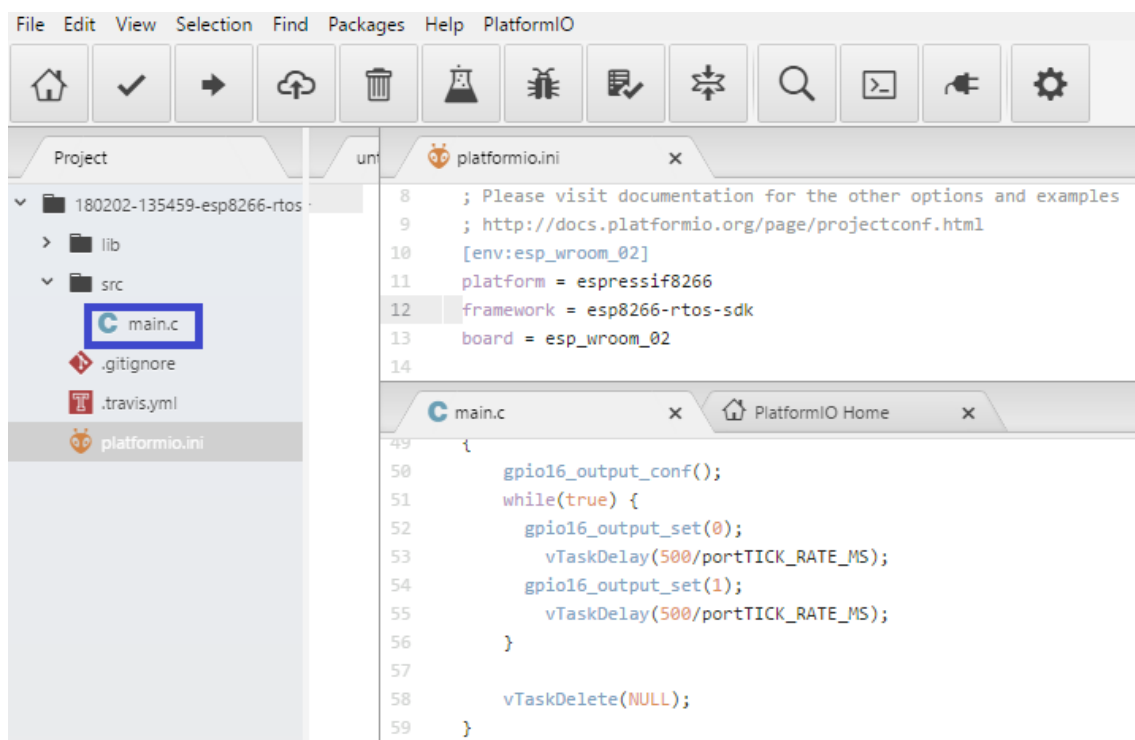 File Edit View Selection Find Packages Help PlatformIO
Project
180202-135459-esp8266-rtos-
lib
src
main.c
.gitignore
.travis.yml
platformio.ini
unt
platformio.ini
8 ; Please visit documentation for the other options and examples
9 ; http://docs.platformio.org/page/projectconf.html
10 [env:esp_wroom_02]
11 platform = espressif8266
12 framework = esp8266-rtos-sdk
13 board = esp_wroom_02
14
main.c PlatformIO Home
49 {
50 gpio16_output_conf();
51 while(true) {
52 gpio16_output_set(0);
53 vTaskDelay(500/portTICK_RATE_MS);
54 gpio16_output_set(1);
55 vTaskDelay(500/portTICK_RATE_MS);
56 }
57
58 vTaskDelete(NULL);
59 }